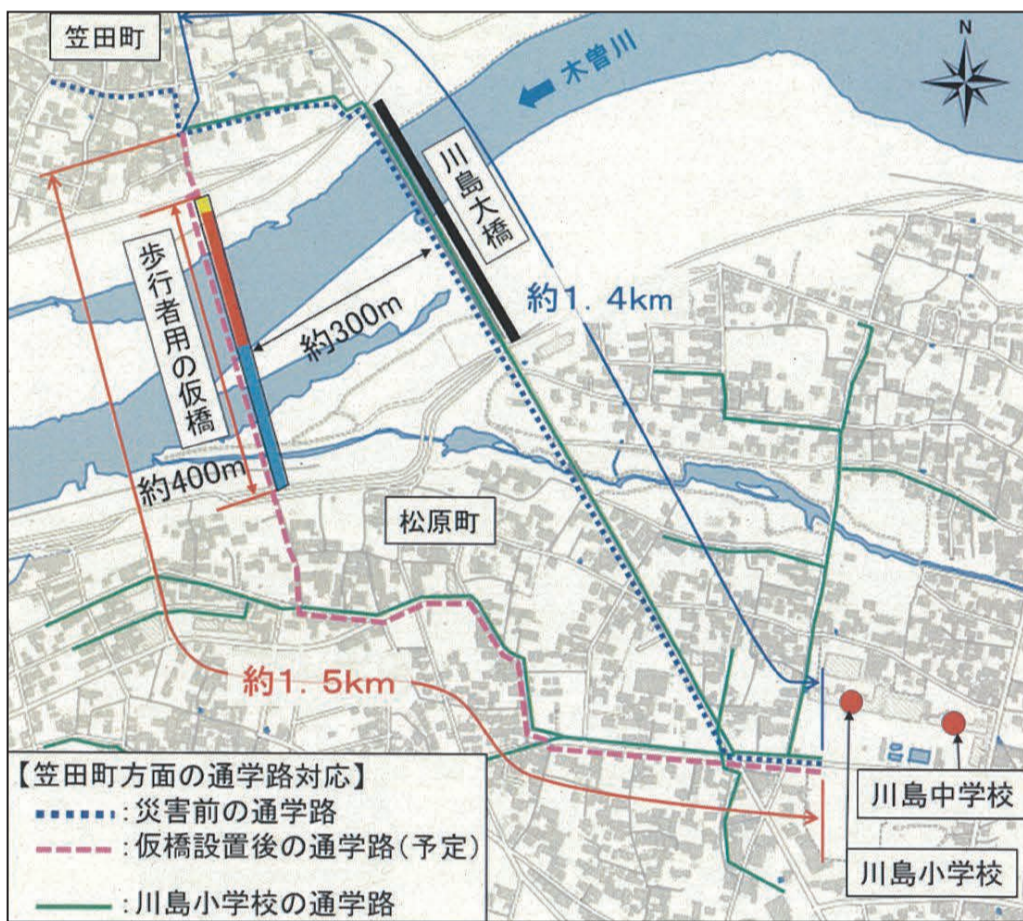 笠田町
N
木曽川
川島大橋
歩行者用の仮橋
約300m
約1.4km
約400m
松原町
約1.5km
川島中学校
川島小学校
【笠田町方面の通学路対応】
:災害前の通学路
:仮橋設置後の通学路(予定)
:川島小学校の通学路